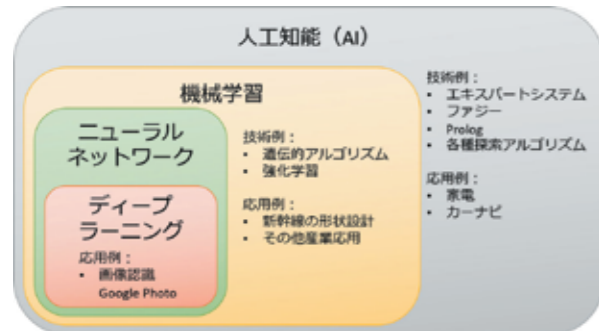 人工知能（AI）
機械学習
ニューラル
ネットワーク
ディープ
ラーニング
応用例：
• 画像認識
Google Photo
技術例：
• 遺伝的アルゴリズム
• 強化学習
応用例：
• 新幹線の形状設計
• その他産業応用
技術例：
• エキスパートシステム
• ファジー
• Prolog
• 各種探索アルゴリズム
応用例：
• 家電
• カーナビ